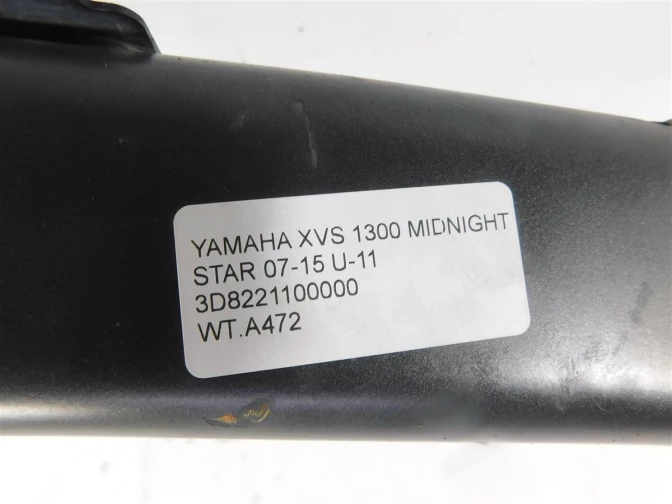 YAMAHA XVS 1300 MIDNIGHT
STAR 07-15 U-11
3D8221100000
WT.A472